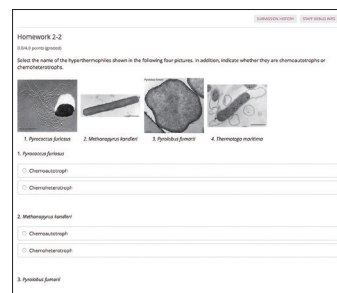 SUBMISSION HISTORY STAFF DEBUG INFO
Homework 2-2
0.0/4.0 points (graded)
Select the name of the hyperthermophiles shown in the following four pictures. In addition, indicate whether they are chemoautotrophs or
chemoheterotrophs.
1. Pyrococcus furiosus 2. Methanopyrus kandleri 3. Pyrolobus fumarii 4. Thermotoga maritima
1. Pyrococcus furiosus
Chemoautotroph
Chemoheterotroph
2. Methanopyrus kandleri
Chemoautotroph
Chemoheterotroph
3. Pyrolobus fumarii